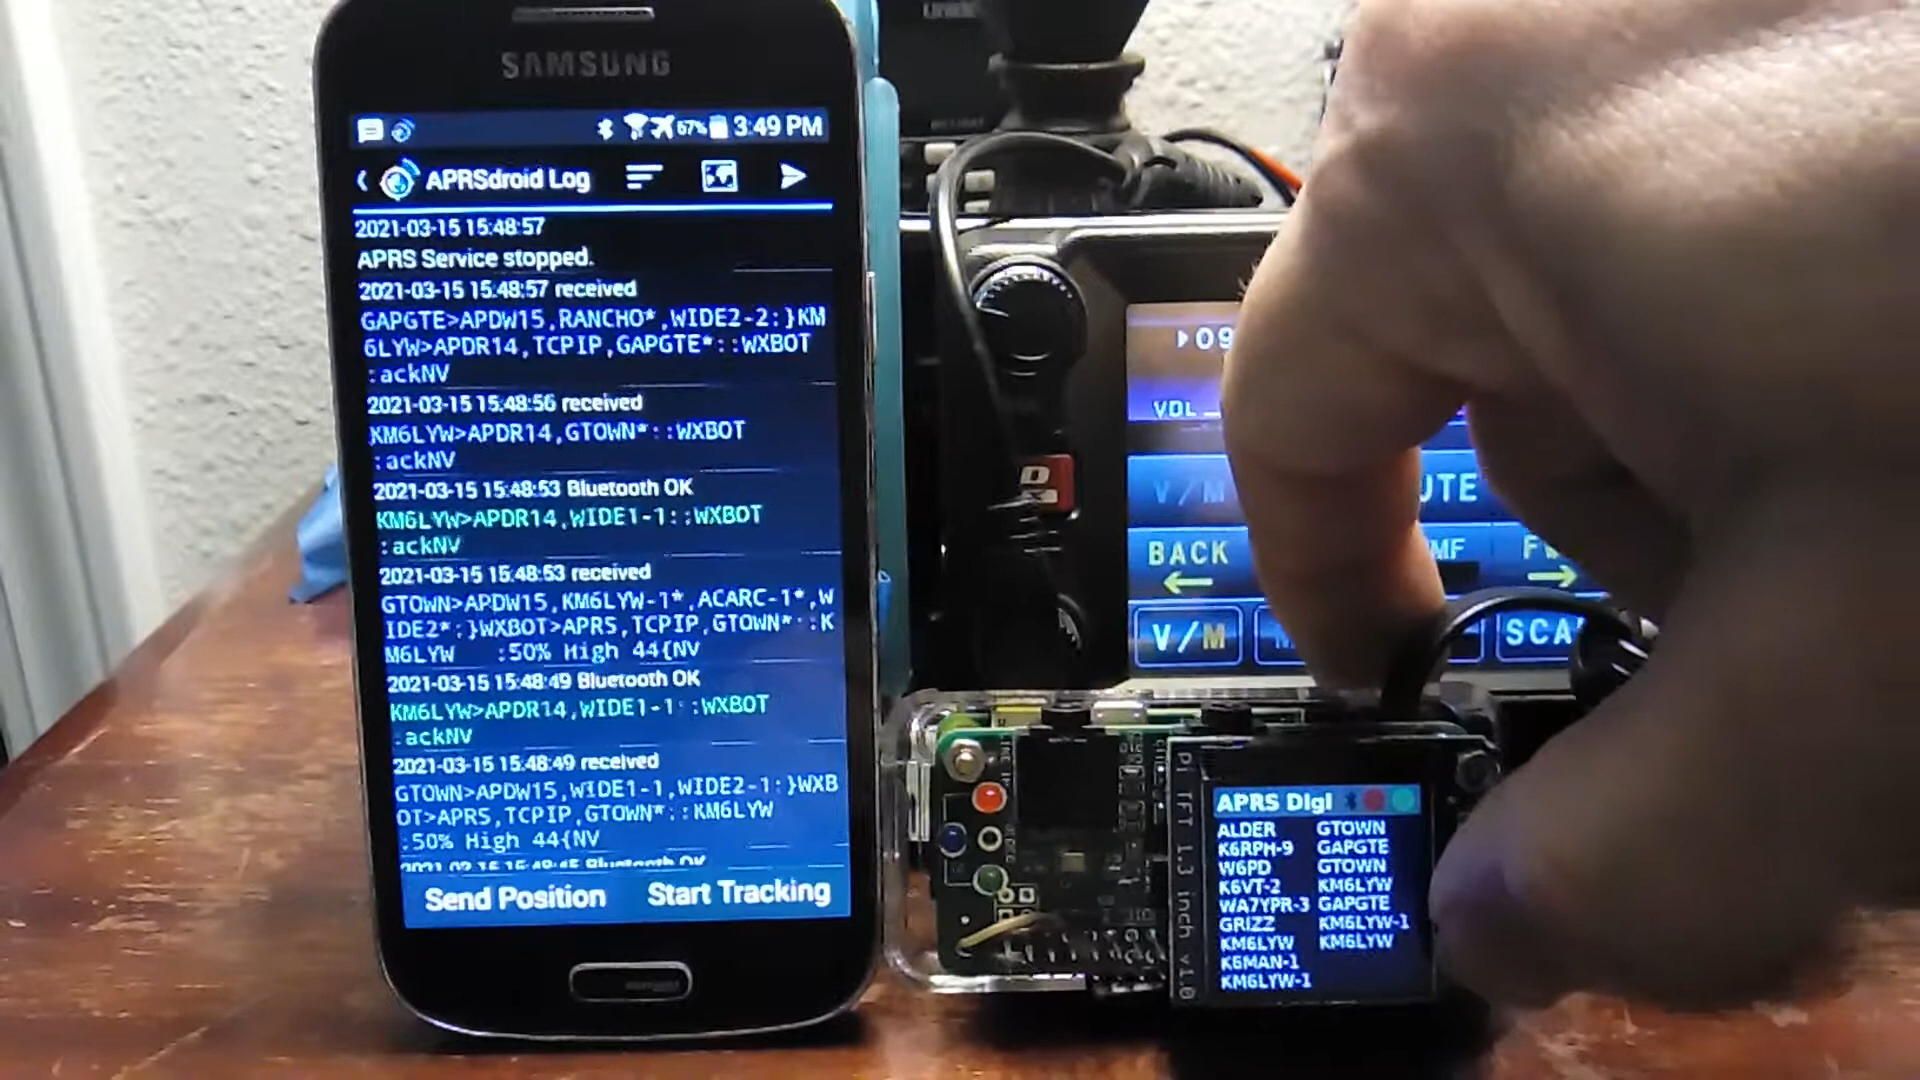 SAMSUNG
67% 3:49 PM
APRSdroid Log
2021-03-15 15:48:57
APRS Service stopped.
2021-03-15 15:48:57 received
GAPGTE>APDW15,RANCHO*,WIDE2-2:}KM
6LYW>APDR14,TCPIP,GAPGTE*::WXBOT
:ackNV
2021-03-15 15:48:56 received
KM6LYW>APDR14,GTOWN*::WXBOT
:ackNV
2021-03-15 15:48:53 Bluetooth OK
KM6LYW>APDR14,WIDE1-1::WXBOT
:ackNV
2021-03-15 15:48:53 received
GTOWN>APDW15,KM6LYW-1*,ACARC-1*,W
IDE2*:}WXBOT>APRS,TCPIP,GTOWN*::K
M6LYW :50% High 44{NV
2021-03-15 15:48:49 Bluetooth OK
KM6LYW>APDR14,WIDE1-1::WXBOT
:ackNV
2021-03-15 15:48:49 received
GTOWN>APDW15,WIDE1-1,WIDE2-1:}WXB
OT>APRS,TCPIP,GTOWN*::KM6LYW
:50% High 44{NV
Bluetooth OK
Send Position Start Tracking
09
VOL
V/M UTE
BACK MF FW
V/M M SCA
Pi TFT 1.3 inch v1.0
APRS Digi
ALDER GTOWN
K6RPH-9 GAPGTE
W6PD GTOWN
K6VT-2 KM6LYW
WA7YPR-3 GAPGTE
GRIZZ KM6LYW-1
KM6LYW KM6LYW
K6MAN-1
KM6LYW-1